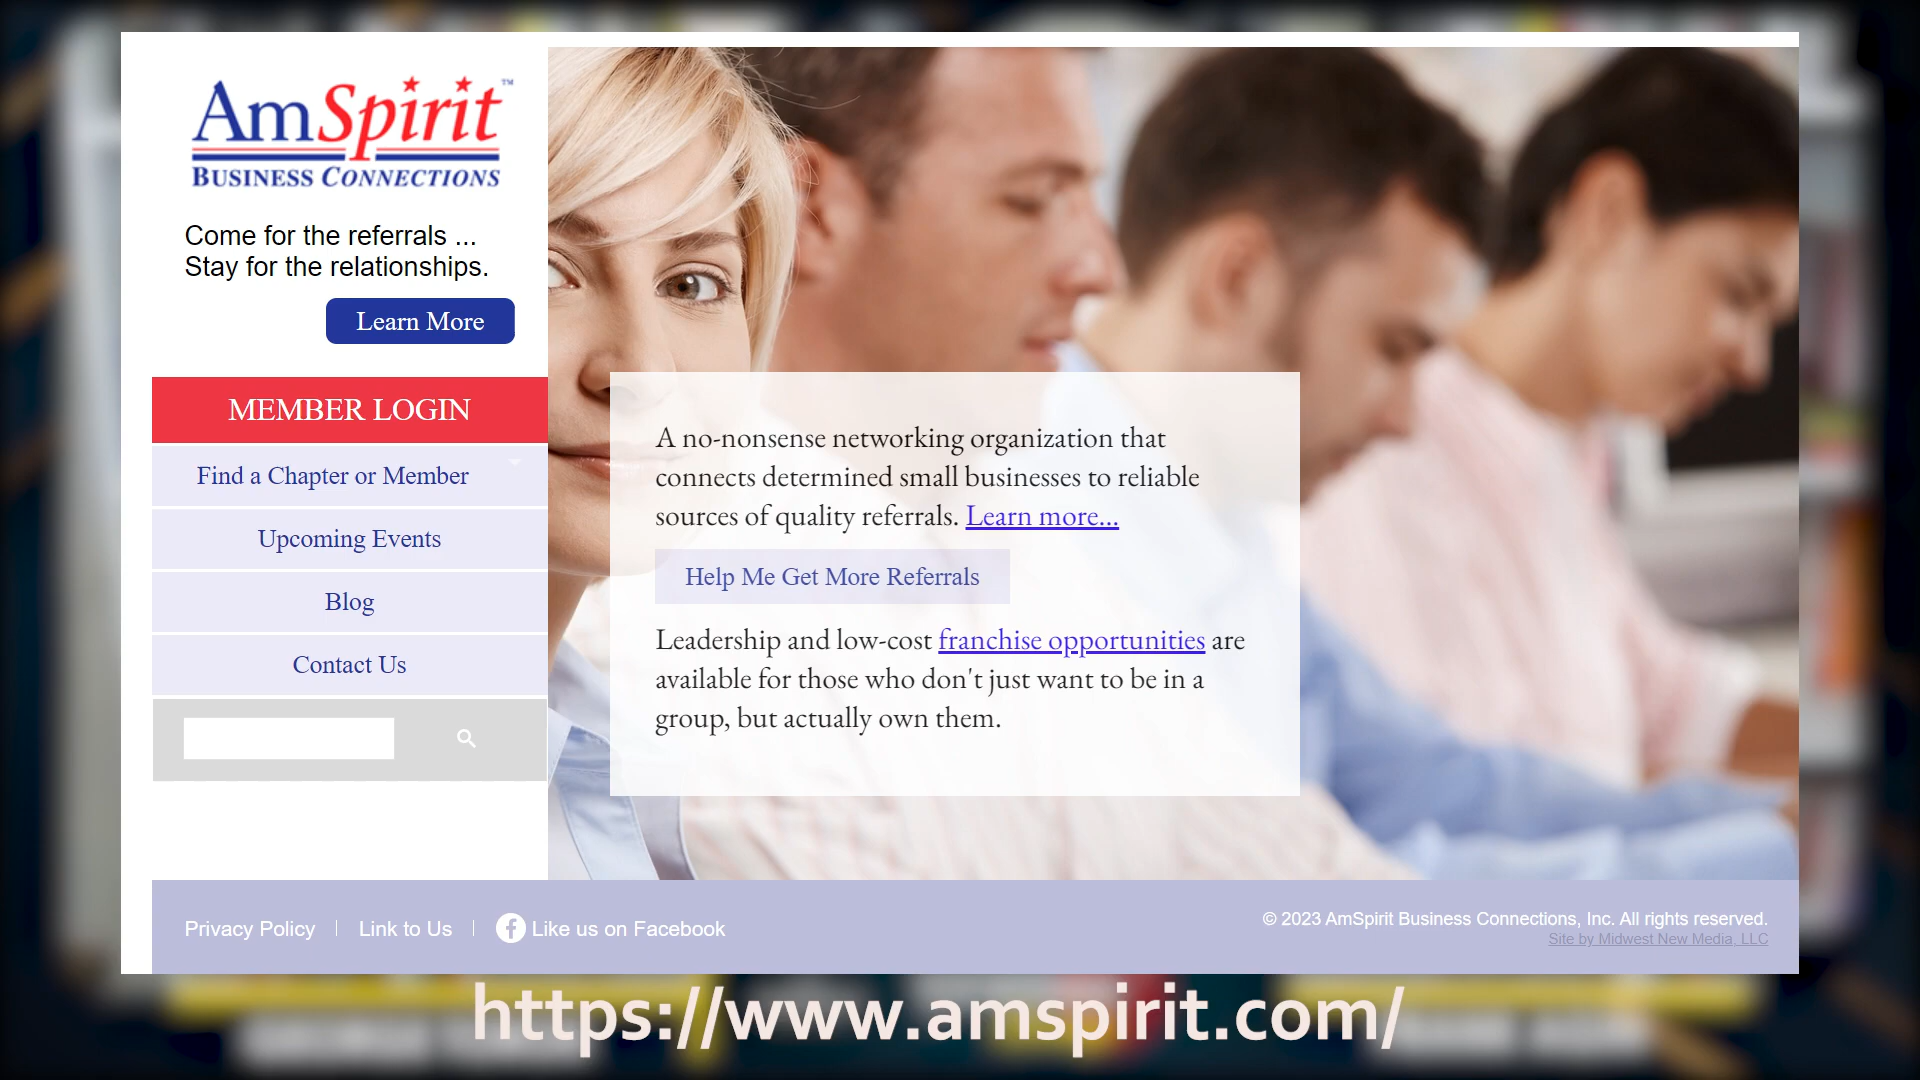 AmSpirit™
BUSINESS CONNECTIONS
Come for the referrals ...
Stay for the relationships.
Learn More
MEMBER LOGIN
Find a Chapter or Member
Upcoming Events
Blog
Contact Us
A no-nonsense networking organization that
connects determined small businesses to reliable
sources of quality referrals. Learn more...
Help Me Get More Referrals
Leadership and low-cost franchise opportunities are
available for those who don't just want to be in a
group, but actually own them.
Privacy Policy | Link to Us | Like us on Facebook
© 2023 AmSpirit Business Connections, Inc. All rights reserved.
Site by Midwest New Media, LLC
https://www.amspirit.com/